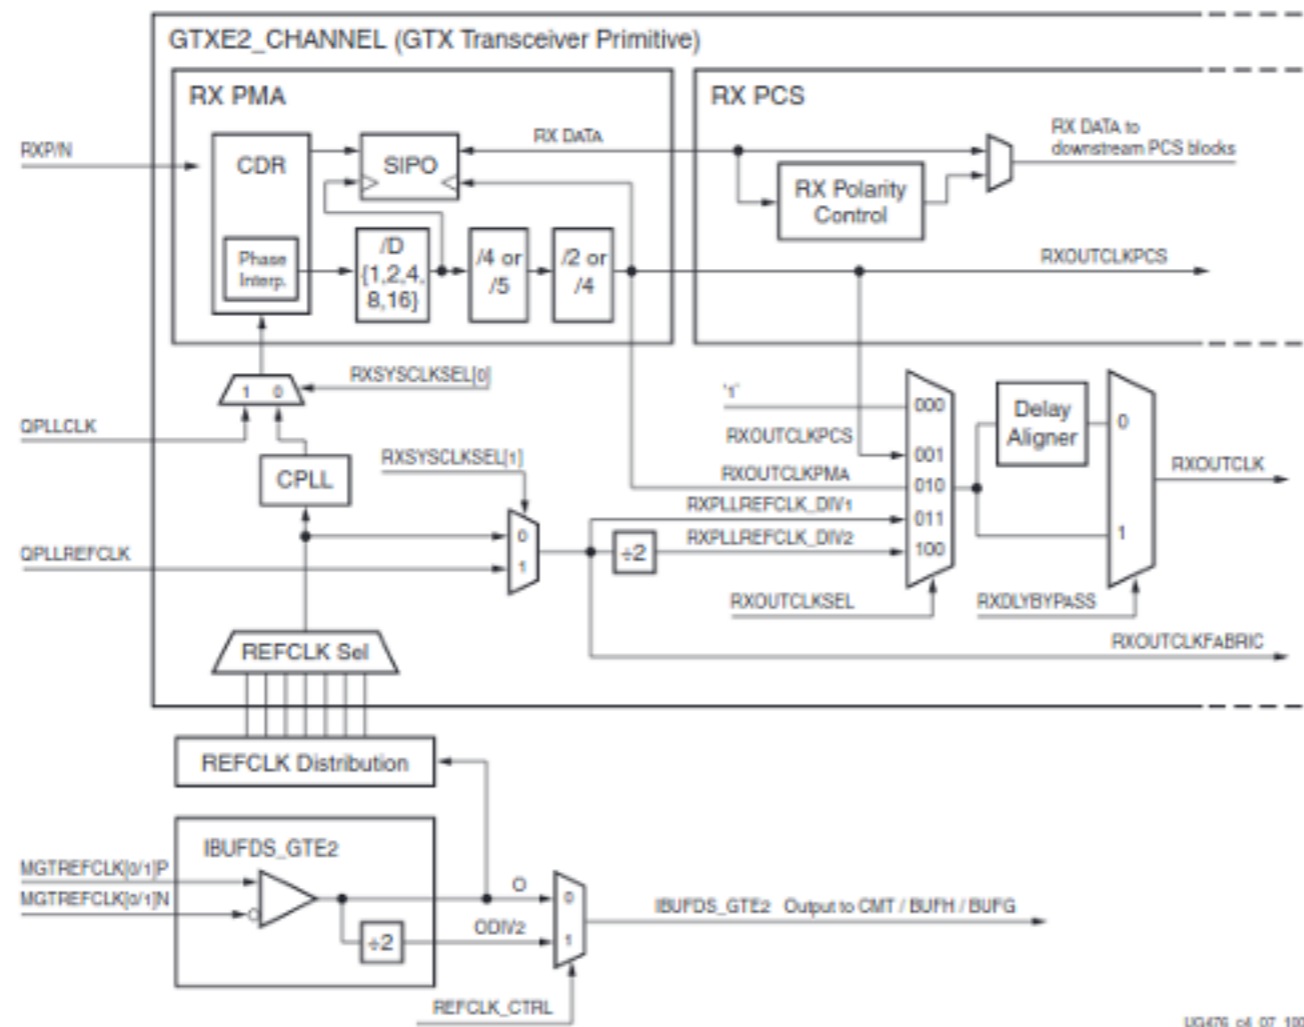 GTXE2_CHANNEL (GTX Transceiver Primitive)
RX PMA
RX PCS
RXP/N
CDR
SIPO
RX DATA
RX DATA to
downstream PCS blocks
RX Polarity
Control
Phase
Interp.
/D
{1,2,4,
8,16}
/4 or
/5
/2 or
/4
RXOUTCLKPCS
RXSYSCLKSEL[0]
1 0
QPLLCLK
CPLL
RXSYSCLKSEL[1]
QPLLREFCLK
0
1
÷2
'1'
RXOUTCLKPCS
RXOUTCLKPMA
RXPLLREFCLK_DIV1
RXPLLREFCLK_DIV2
000
001
010
011
100
RXOUTCLKSEL
Delay
Aligner
0
1
RXOUTCLK
RXDLYBYPASS
RXOUTCLKFABRIC
REFCLK Sel
REFCLK Distribution
IBUFDS_GTE2
MGTREFCLK[0/1]P
MGTREFCLK[0/1]N
÷2
O
ODIV2
0
1
REFCLK_CTRL
IBUFDS_GTE2 Output to CMT / BUFH / BUFG